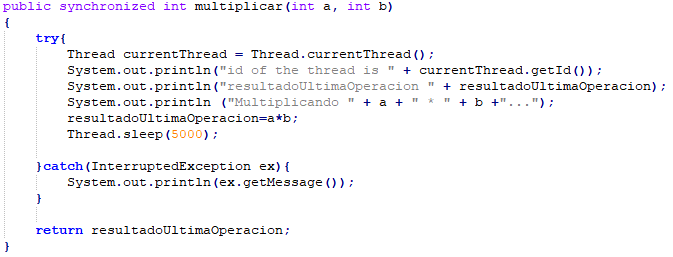 public synchronized int multiplicar(int a, int b)
{
try{
Thread currentThread = Thread.currentThread();
System.out.println("id of the thread is " + currentThread.getId());
System.out.println("resultadoUltimaOperacion " + resultadoUltimaOperacion);
System.out.println ("Multiplicando " + a + " * " + b +"...");
resultadoUltimaOperacion=a*b;
Thread.sleep(5000);
}catch(InterruptedException ex){
System.out.println(ex.getMessage());
}
return resultadoUltimaOperacion;
}